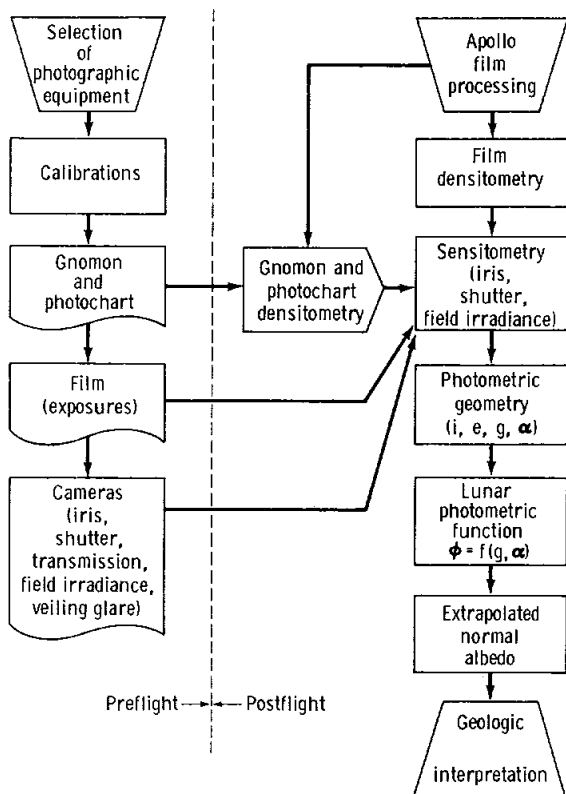 Selection
of
photographic
equipment
Calibrations
Gnomon
and
photochart
Film
(exposures)
Cameras
(iris,
shutter,
transmission,
field irradiance,
veiling glare)
Preflight
Postflight
Gnomon and
photochart
densitometry
Apollo
film
processing
Film
densitometry
Sensitometry
(iris,
shutter,
field irradiance)
Photometric
geometry
(i, e, g, α)
Lunar
photometric
function
ϕ = f(g, α)
Extrapolated
normal
albedo
Geologic
interpretation